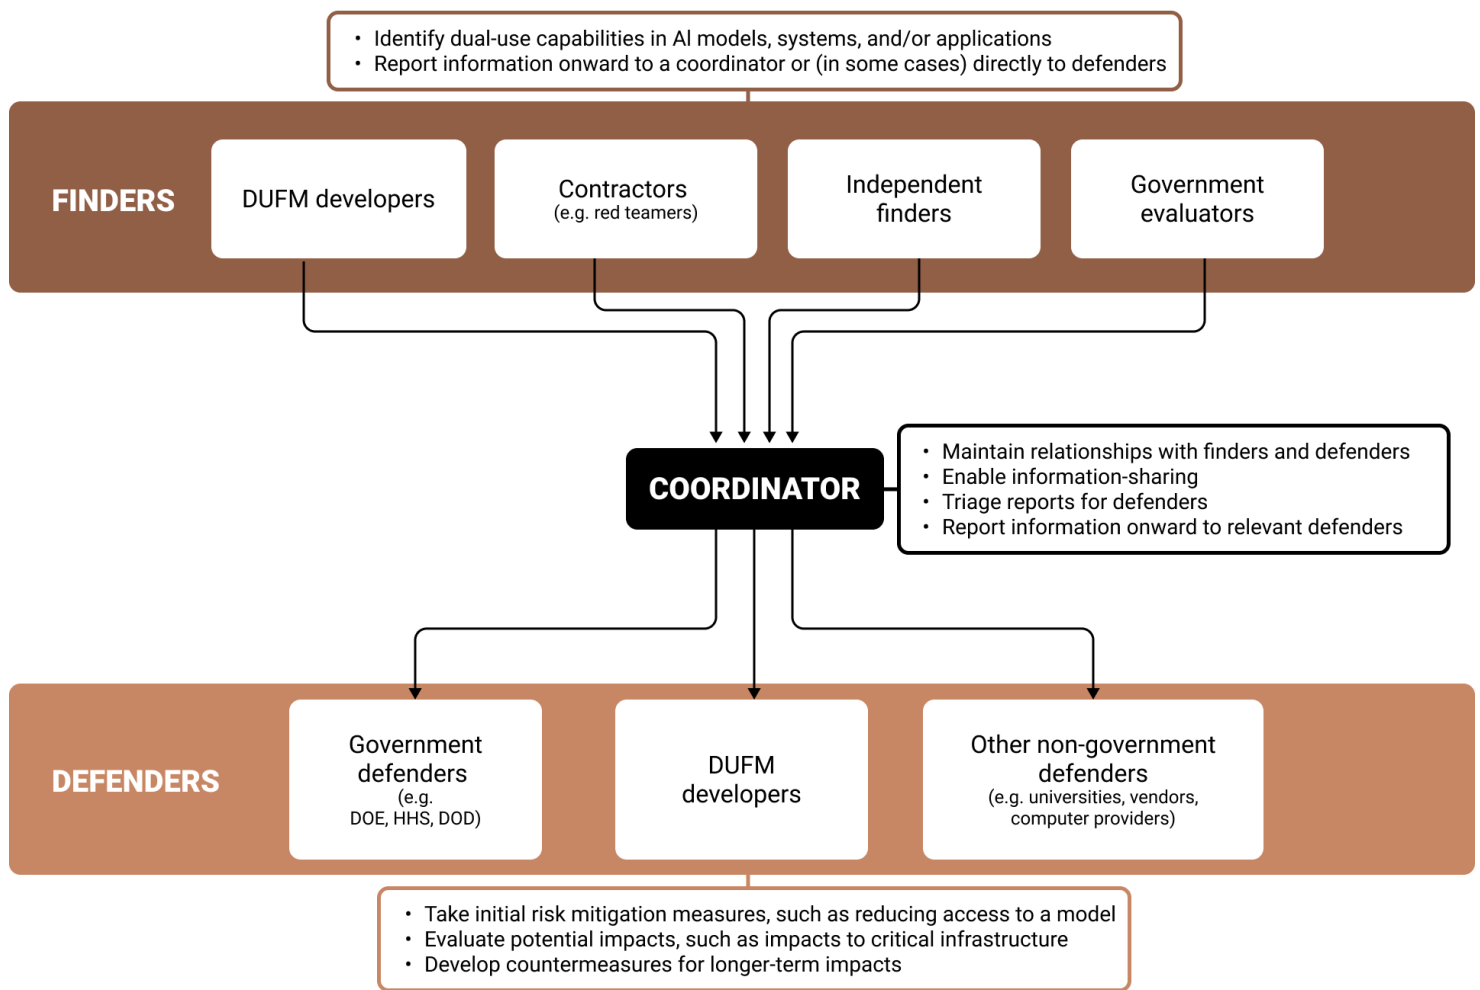 • Identify dual-use capabilities in AI models, systems, and/or applications
• Report information onward to a coordinator or (in some cases) directly to defenders
FINDERS
DUFM developers
Contractors
(e.g. red teamers)
Independent
finders
Government
evaluators
COORDINATOR
• Maintain relationships with finders and defenders
• Enable information-sharing
• Triage reports for defenders
• Report information onward to relevant defenders
DEFENDERS
Government
defenders
(e.g.
DOE, HHS, DOD)
DUFM
developers
Other non-government
defenders
(e.g. universities, vendors,
computer providers)
• Take initial risk mitigation measures, such as reducing access to a model
• Evaluate potential impacts, such as impacts to critical infrastructure
• Develop countermeasures for longer-term impacts